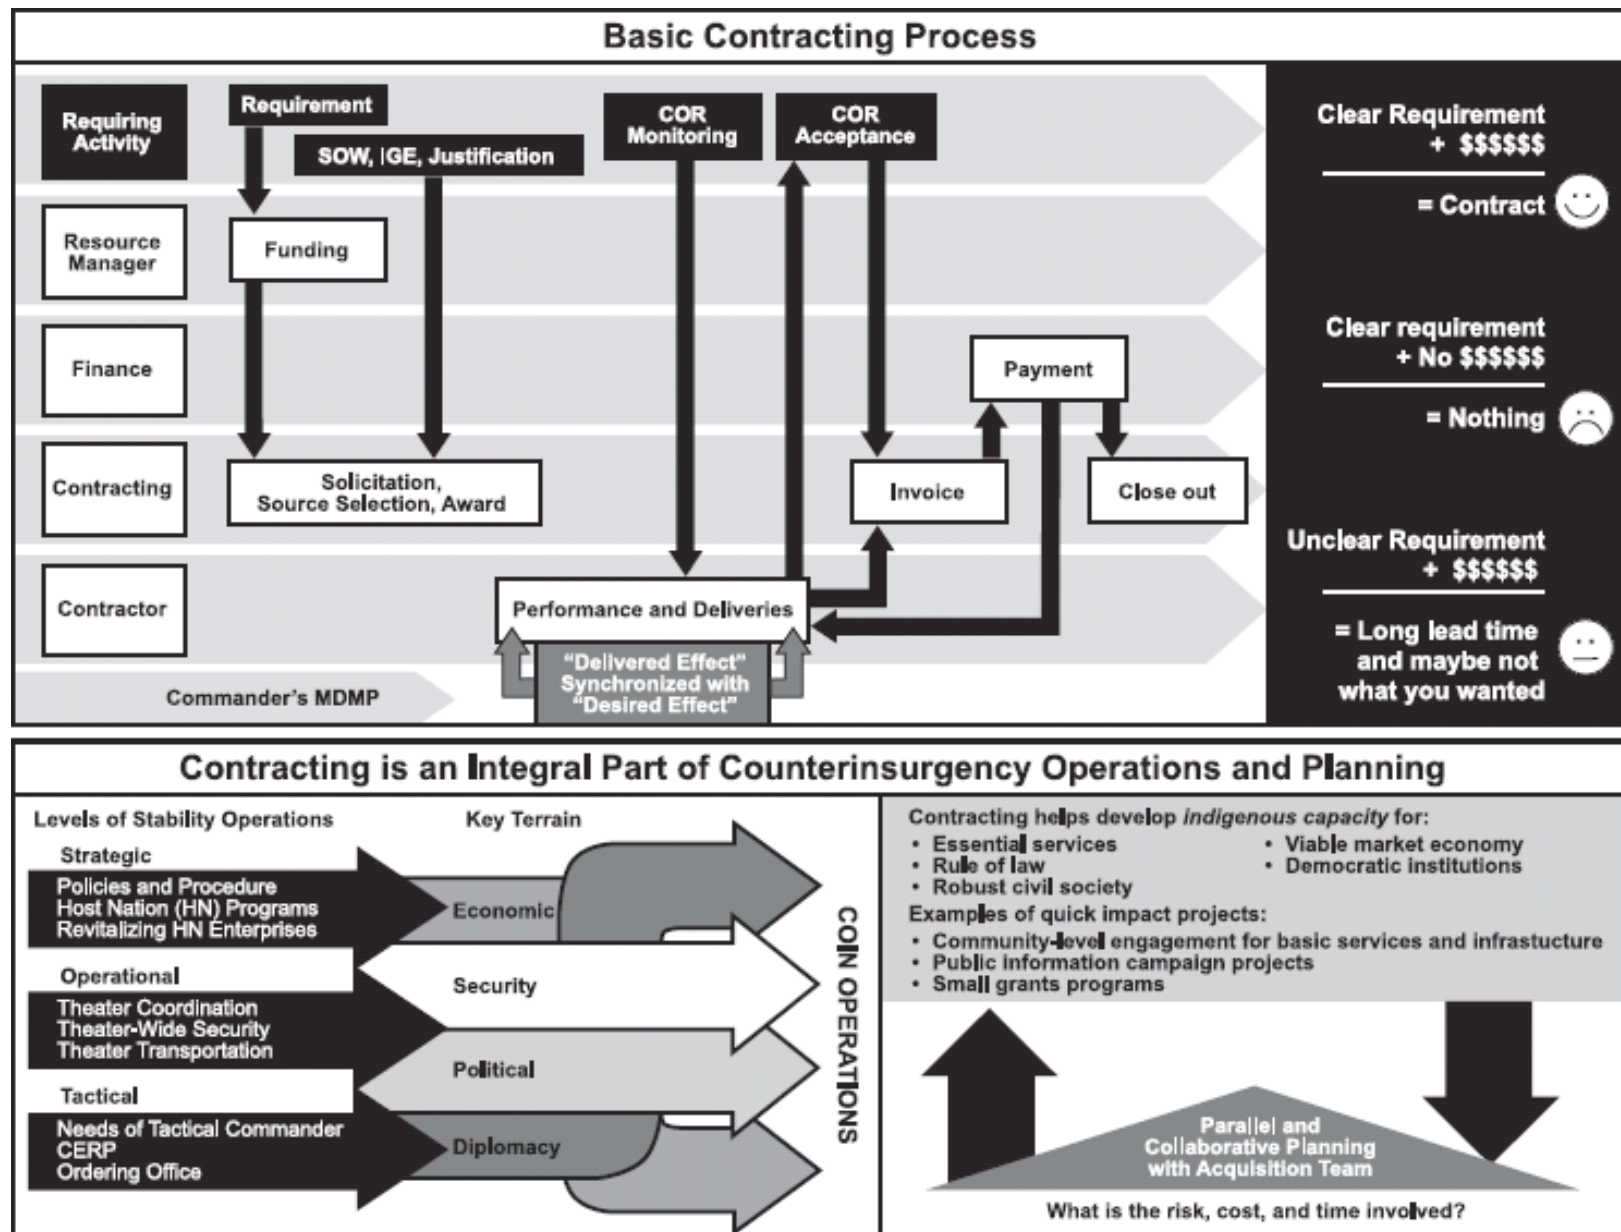 Basic Contracting Process
Requiring
Activity
Requirement
SOW, IGE, Justification
COR
Monitoring
COR
Acceptance
Resource
Manager
Funding
Finance
Payment
Contracting
Solicitation,
Source Selection, Award
Invoice
Close out
Contractor
Performance and Deliveries
"Delivered Effect"
Synchronized with
"Desired Effect"
Commander's MDMP
Clear Requirement
+ $$$$$$
= Contract
Clear requirement
+ No $$$$$$
= Nothing
Unclear Requirement
+ $$$$$$
= Long lead time
and maybe not
what you wanted
Contracting is an Integral Part of Counterinsurgency Operations and Planning
Levels of Stability Operations
Key Terrain
Strategic
Policies and Procedure
Host Nation (HN) Programs
Revitalizing HN Enterprises
Operational
Theater Coordination
Theater-Wide Security
Theater Transportation
Tactical
Needs of Tactical Commander
CERP
Ordering Office
Economic
Security
Political
Diplomacy
COIN OPERATIONS
Contracting helps develop indigenous capacity for:
• Essential services
• Rule of law
• Robust civil society
• Viable market economy
• Democratic institutions
Examples of quick impact projects:
• Community-level engagement for basic services and infrastucture
• Public information campaign projects
• Small grants programs
Parallel and
Collaborative Planning
with Acquisition Team
What is the risk, cost, and time involved?